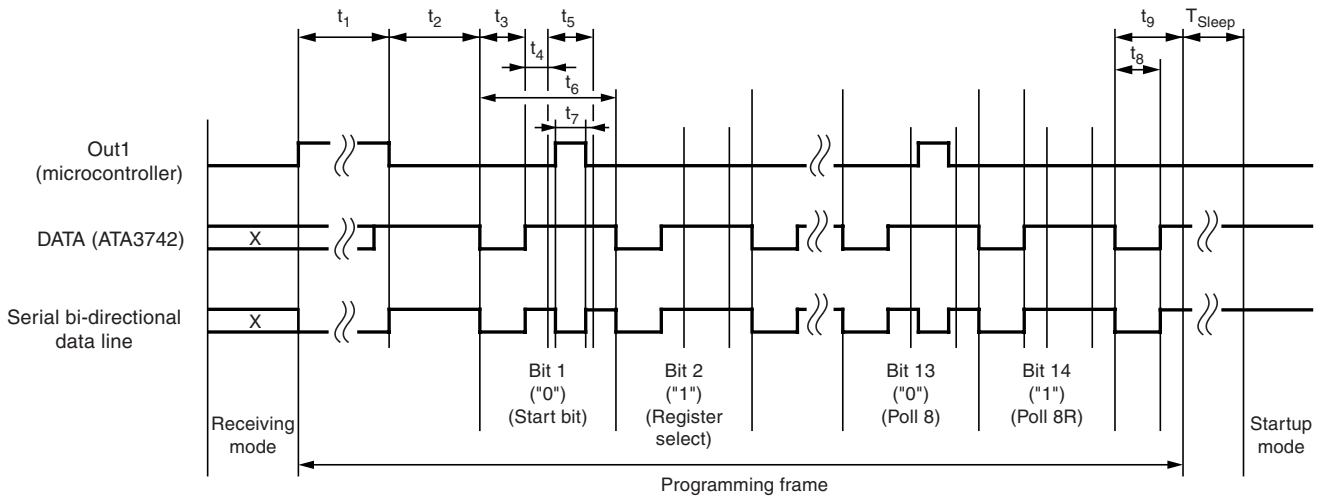 t1 t2 t3 t5 t9 TSleep
t4 t8
t6
t7
Out1
(microcontroller)
DATA (ATA3742)
X
Serial bi-directional
data line
X
Bit 1
("0")
(Start bit)
Bit 2
("1")
(Register
select)
Bit 13
("0")
(Poll 8)
Bit 14
("1")
(Poll 8R)
Receiving
mode
Startup
mode
Programming frame